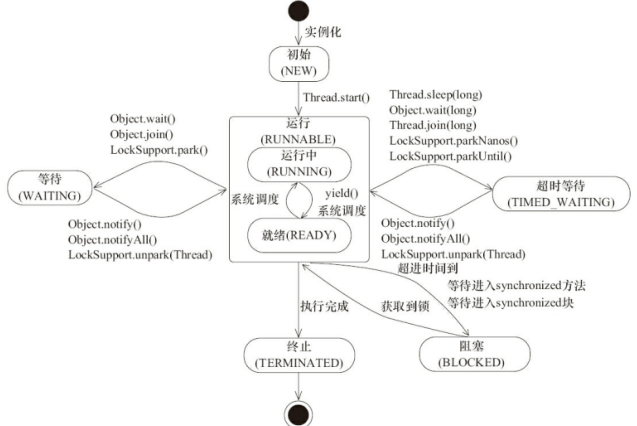 实例化
初始
(NEW)
Thread.start()
Object.wait()
Object.join()
LockSupport.park()
运行
(RUNNABLE)
运行中
(RUNNING)
系统调度
yield()
系统调度
就绪(READY)
Thread.sleep(long)
Object.wait(long)
Thread.join(long)
LockSupport.parkNanos()
LockSupport.parkUntil()
等待
(WAITING)
超时等待
(TIMED_WAITING)
Object.notify()
Object.notifyAll()
LockSupport.unpark(Thread)
Object.notify()
Object.notifyAll()
LockSupport.unpark(Thread)
超进时间到
等待进入synchronized方法
等待进入synchronized块
执行完成
获取到锁
终止
(TERMINATED)
阻塞
(BLOCKED)